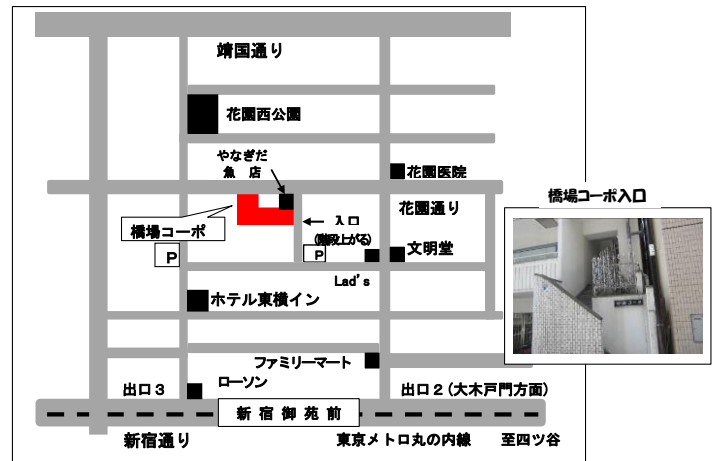 靖国通り
花園西公園
やなぎだ
魚 店
花園医院
橋場コーポ入口
花園通り
入口
(階段上がる)
橋場コーポ
文明堂
P
P
Lad's
ホテル東横イン
ファミリーマート
ローソン
出口3
出口2(大木戸門方面)
新宿御苑前
新宿通り
東京メトロ丸の内線
至四ツ谷